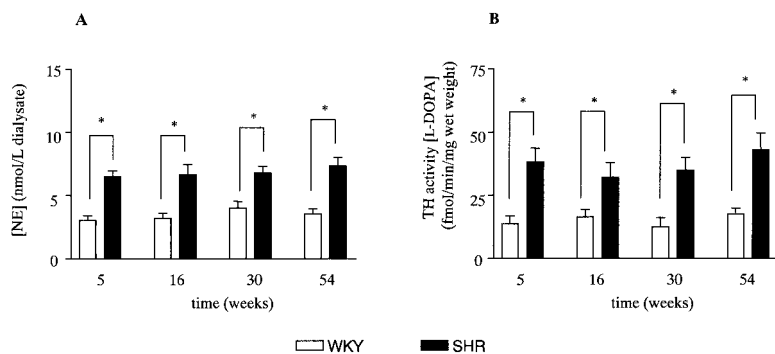 A
[NE] (nmol/L dialysate)
15
10
5
0
*
*
*
*
5
16
30
54
time (weeks)
B
TH activity [L-DOPA]
(fmol/min/mg wet weight)
75
50
25
0
*
*
*
*
5
16
30
54
time (weeks)
WKY
SHR